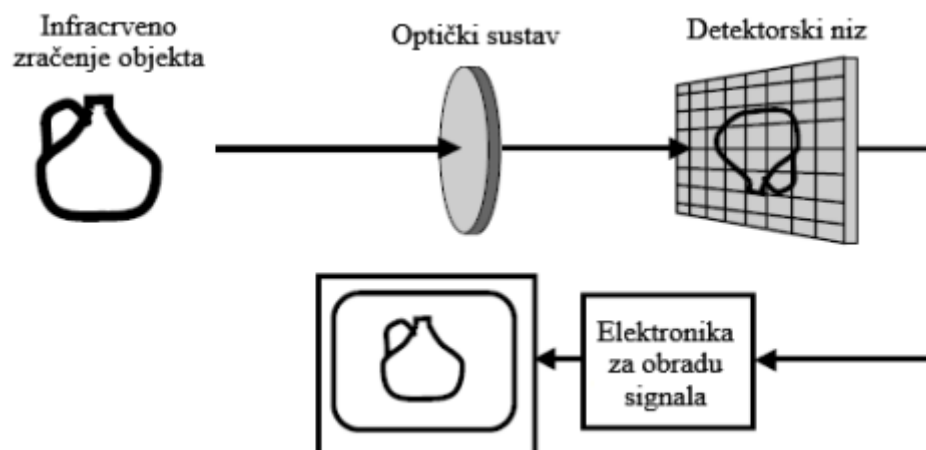 Infracrveno
zračenje objekta
Optički sustav
Detektorski niz
Elektronika
za obradu
signala